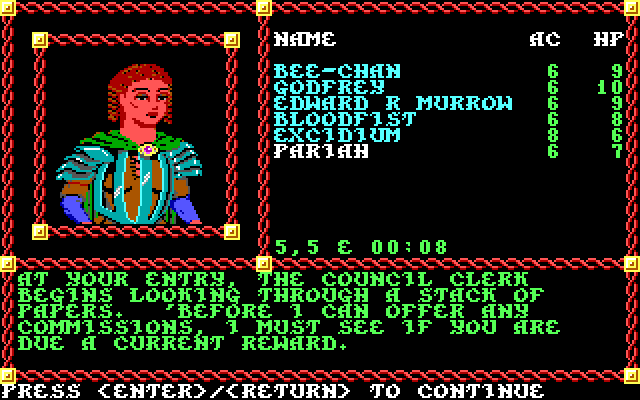 NAME AC HP
BEE-CHAN 6 9
GODFREY 6 10
EDWARD R MURROW 6 9
BLOODFIST 6 8
EXCIDIUM 8 6
PARIAH 6 7
5,5 E 00:08
AT YOUR ENTRY, THE COUNCIL CLERK
BEGINS LOOKING THROUGH A STACK OF
PAPERS. 'BEFORE I CAN OFFER ANY
COMMISSIONS, I MUST SEE IF YOU ARE
DUE A CURRENT REWARD.
PRESS <ENTER>/<RETURN> TO CONTINUE